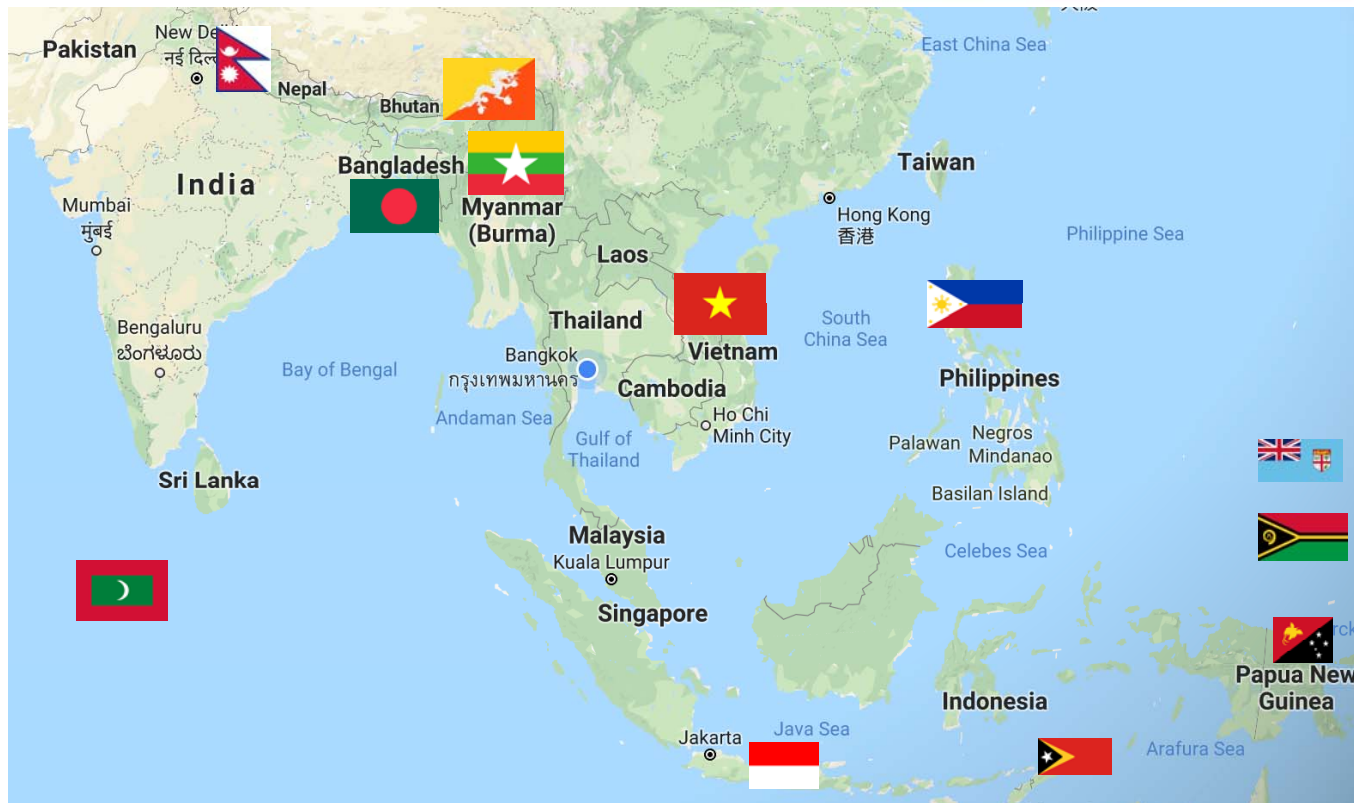 East China Sea
New De
Pakistan
नई दिल्
Nepal
Bhutan
Taiwan
Bangladesh
India
Mumbai
मुंबई
Myanmar
(Burma)
Hong Kong
香港
Philippine Sea
Laos
Thailand
South
China Sea
Bengaluru
ಬೆಂಗಳೂರು
Vietnam
Bangkok
กรุงเทพมหานคร
Bay of Bengal
Philippines
Cambodia
Andaman Sea
Ho Chi
Minh City
Gulf of
Thailand
Palawan
Negros
Mindanao
Sri Lanka
Basilan Island
Malaysia
Kuala Lumpur
Celebes Sea
Singapore
rck
Papua New
Guinea
Indonesia
Java Sea
Jakarta
Arafura Sea